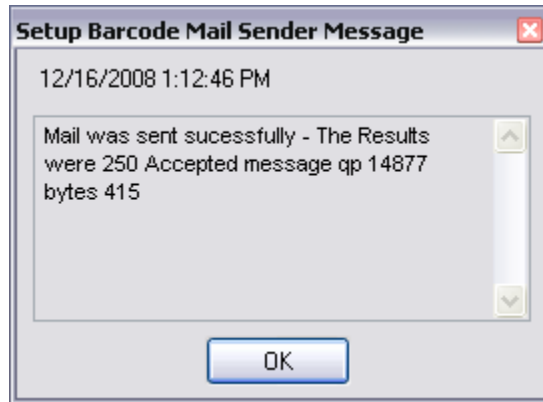 Setup Barcode Mail Sender Message
12/16/2008 1:12:46 PM
Mail was sent sucessfully - The Results
were 250 Accepted message qp 14877
bytes 415
OK